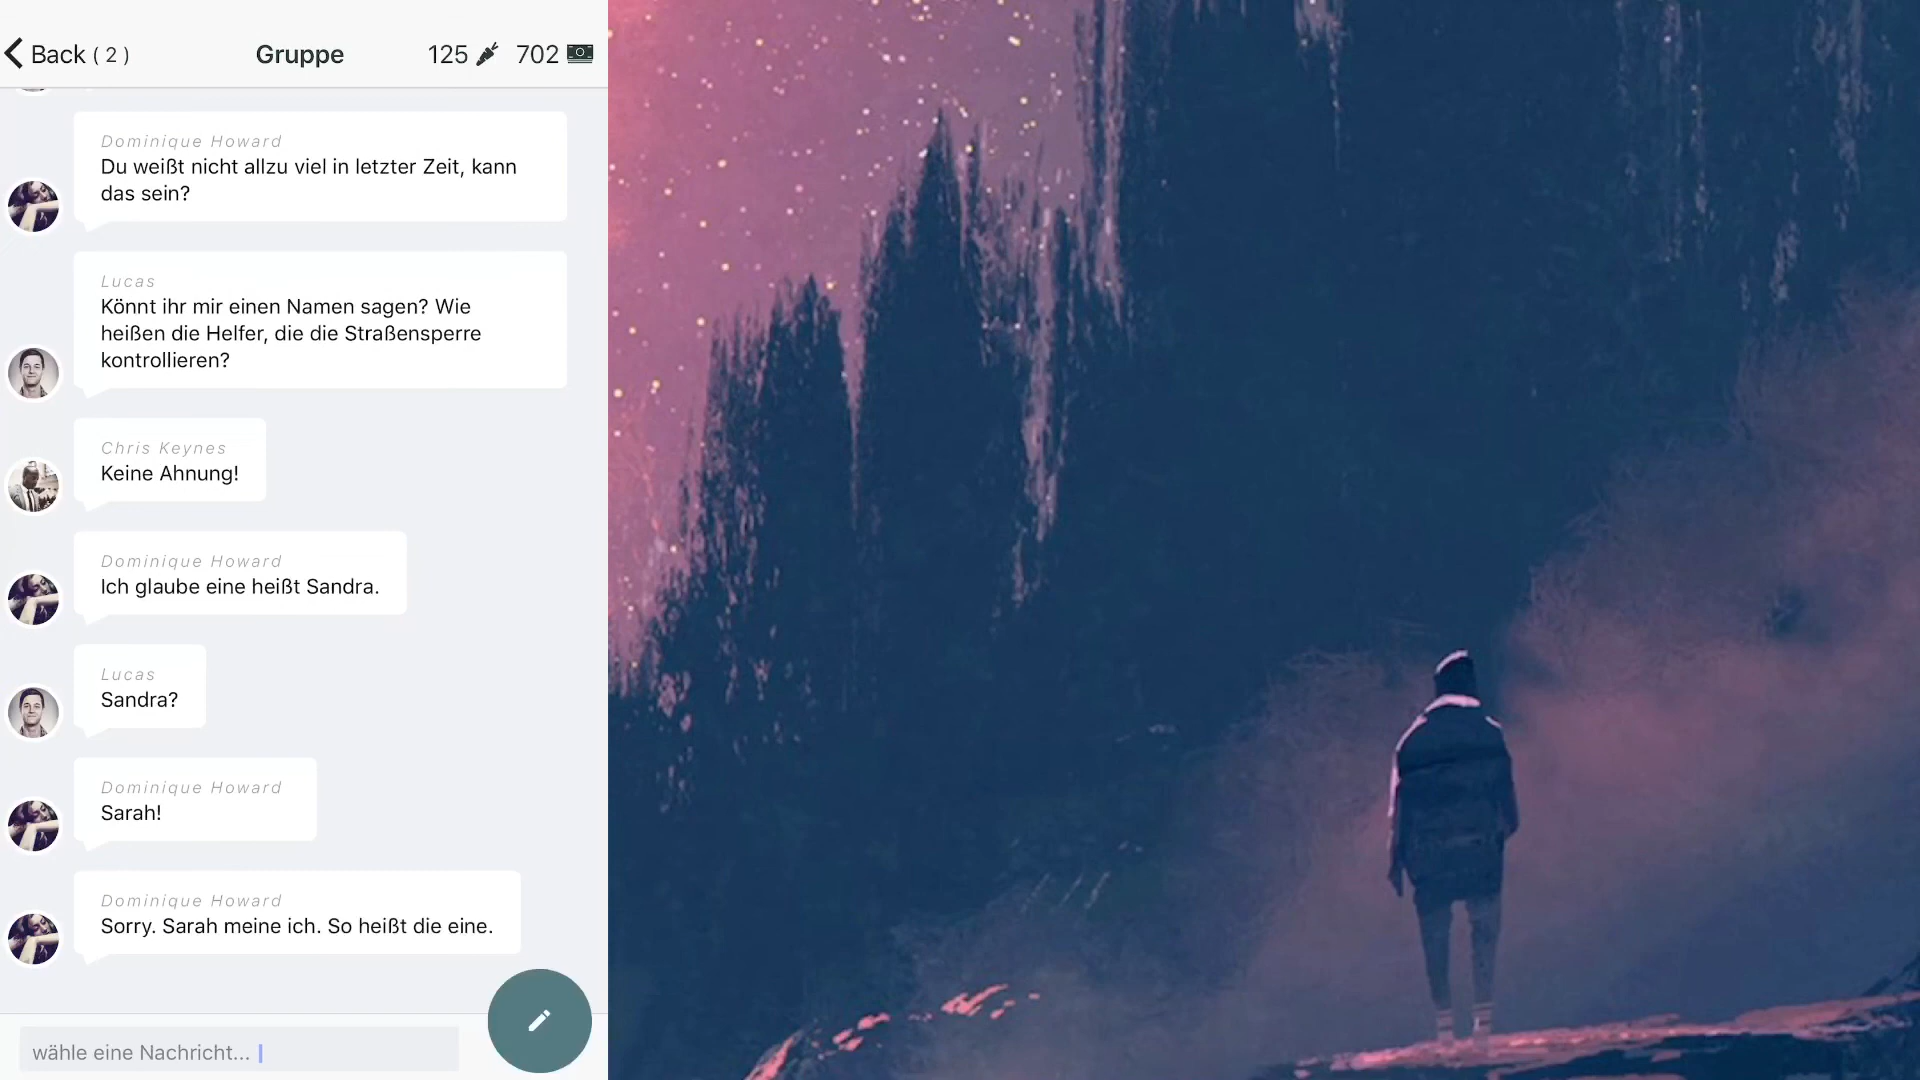 Back ( 2 )
Gruppe
125
702
Dominique Howard
Du weißt nicht allzu viel in letzter Zeit, kann
das sein?
Lucas
Könnt ihr mir einen Namen sagen? Wie
heißen die Helfer, die die Straßensperre
kontrollieren?
Chris Keynes
Keine Ahnung!
Dominique Howard
Ich glaube eine heißt Sandra.
Lucas
Sandra?
Dominique Howard
Sarah!
Dominique Howard
Sorry. Sarah meine ich. So heißt die eine.
wähle eine Nachricht...